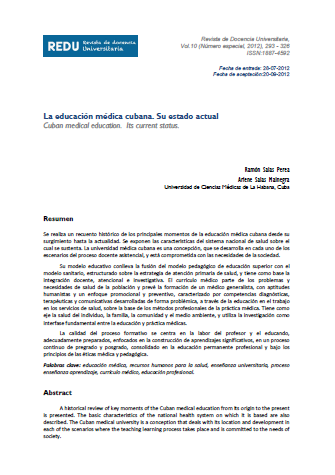 REDU Revista de docencia
Universitaria
Revista de Docencia Universitaria,
Vol.10 (Número especial, 2012), 293 - 326
ISSN:1887-4592
Fecha de entrada: 28-07-2012
Fecha de aceptación:20-09-2012
La educación médica cubana. Su estado actual
Cuban medical education. Its current status.
Ramón Salas Perea
Arlene Salas Mainegra
Universidad de Ciencias Médicas de La Habana, Cuba
Resumen
Se realiza un recuento histórico de los principales momentos de la educación médica cubana desde su
surgimiento hasta la actualidad. Se exponen las características del sistema nacional de salud sobre el
cual se sustenta. La universidad médica cubana es una concepción, que se desarrolla en cada uno de los
escenarios del proceso docente asistencial, y está comprometida con las necesidades de la sociedad.
Su modelo educativo conlleva la fusión del modelo pedagógico de educación superior con el
modelo sanitario, estructurado sobre la estrategia de atención primaria de salud, y tiene como base la
integración docente, atencional e investigativa. El currículo médico parte de los problemas y
necesidades de salud de la población y prevé la formación de un médico generalista, con aptitudes
humanistas y un enfoque promocional y preventivo, caracterizado por competencias diagnósticas,
terapéuticas y comunicativas desarrolladas de forma problémica, a través de la educación en el trabajo
en los servicios de salud, sobre la base de los métodos profesionales de la práctica médica. Tiene como
eje la salud del individuo, la familia, la comunidad y el medio ambiente, y utiliza la investigación como
interfase fundamental entre la educación y práctica médicas.
La calidad del proceso formativo se centra en la labor del profesor y el educando,
adecuadamente preparados, enfocados en la construcción de aprendizajes significativos, en un proceso
continuo de pregrado y posgrado, consolidado en la educación permanente profesional y bajo los
principios de las éticas médica y pedagógica.
Palabras clave: educación médica, recursos humanos para la salud, enseñanza universitaria, proceso
enseñanza aprendizaje, currículo médico, educación profesional.
Abstract
A historical review of key moments of the Cuban medical education from its origin to the present
is presented. The basic characteristics of the national health system on which it is based are also
described. The Cuban medical university is a conception that deals with its location and development in
each of the scenarios where the teaching learning process takes place and is committed to the needs of
society.